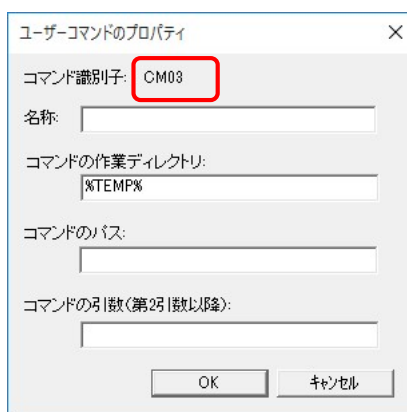 ユーザーコマンドのプロパティ
コマンド識別子: CM03
名称:
コマンドの作業ディレクトリ:
%TEMP%
コマンドのパス:
コマンドの引数(第2引数以降):
OK キャンセル